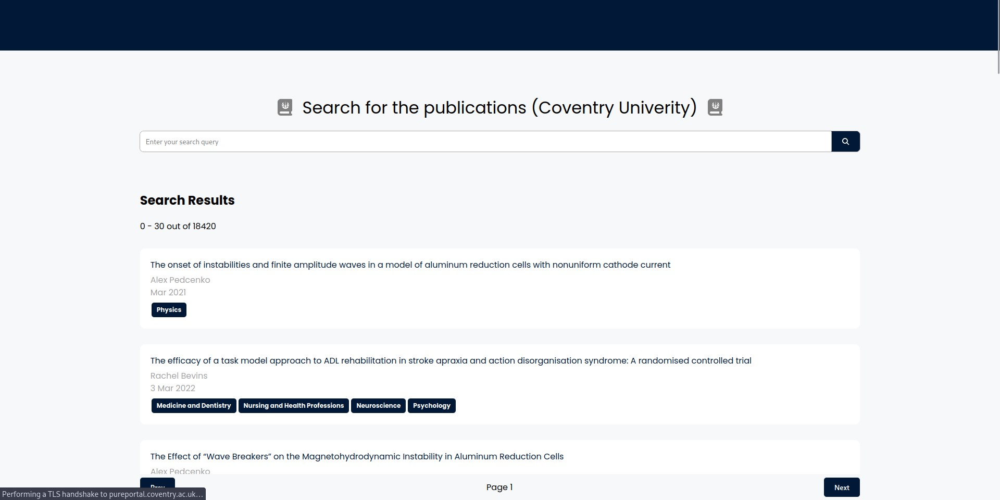 Search for the publications (Coventry Univerity)
Enter your search query
Search Results
0 - 30 out of 18420
The onset of instabilities and finite amplitude waves in a model of aluminum reduction cells with nonuniform cathode current
Alex Pedcenko
Mar 2021
Physics
The efficacy of a task model approach to ADL rehabilitation in stroke apraxia and action disorganisation syndrome: A randomised controlled trial
Rachel Bevins
3 Mar 2022
Medicine and Dentistry Nursing and Health Professions Neuroscience Psychology
The Effect of “Wave Breakers” on the Magnetohydrodynamic Instability in Aluminum Reduction Cells
Alex Pedcenko
Prev Page 1 Next
Performing a TLS handshake to pureportal.coventry.ac.uk…